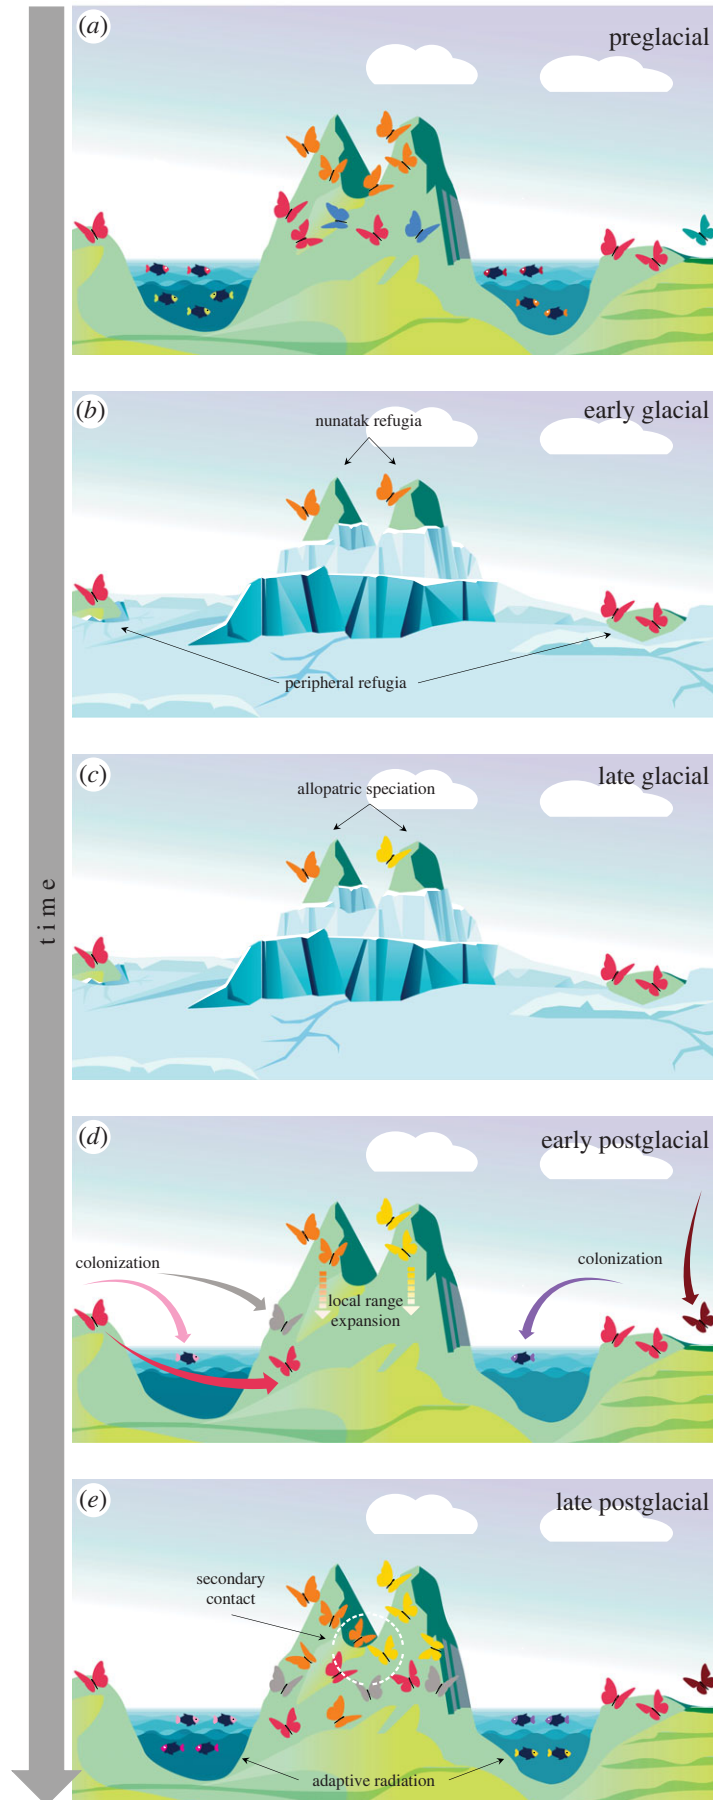 time
(a)
preglacial
(b)
early glacial
nunatak refugia
peripheral refugia
(c)
late glacial
allopatric speciation
(d)
early postglacial
colonization
colonization
local range
expansion
(e)
late postglacial
secondary
contact
adaptive radiation